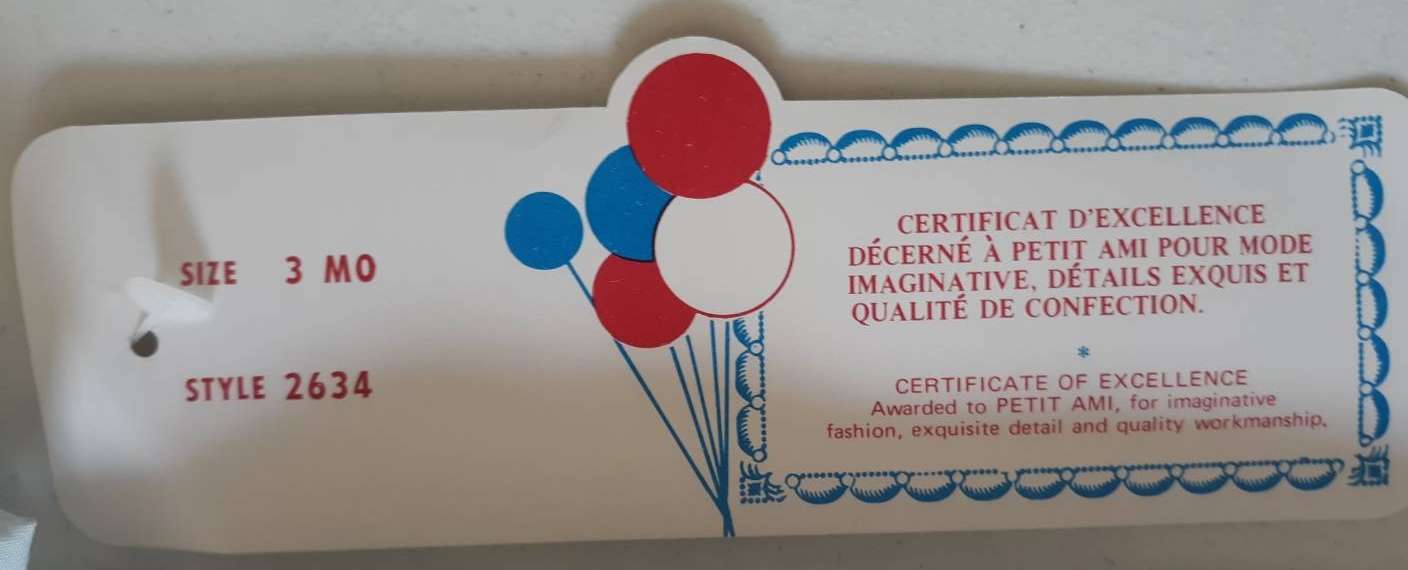 SIZE 3 MO
STYLE 2634
CERTIFICAT D'EXCELLENCE
DÉCERNÉ À PETIT AMI POUR MODE
IMAGINATIVE, DÉTAILS EXQUIS ET
QUALITÉ DE CONFECTION.
*
CERTIFICATE OF EXCELLENCE
Awarded to PETIT AMI, for imaginative
fashion, exquisite detail and quality workmanship.